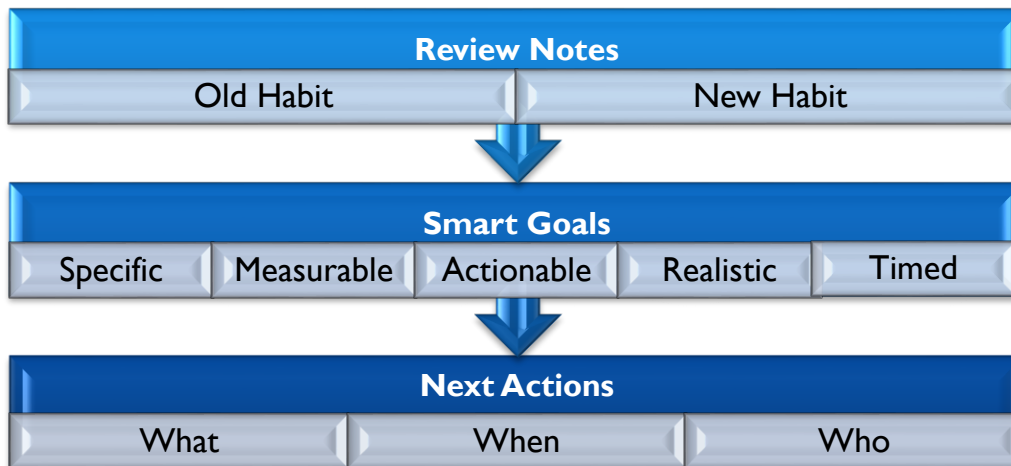 Review Notes
Old Habit New Habit
Smart Goals
Specific Measurable Actionable Realistic Timed
Next Actions
What When Who